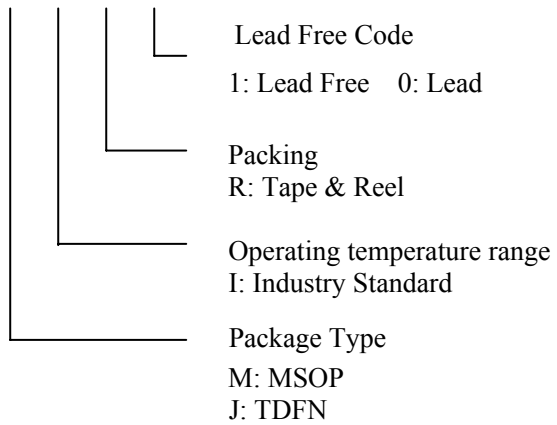 Lead Free Code
1: Lead Free 0: Lead
Packing
R: Tape & Reel
Operating temperature range
I: Industry Standard
Package Type
M: MSOP
J: TDFN